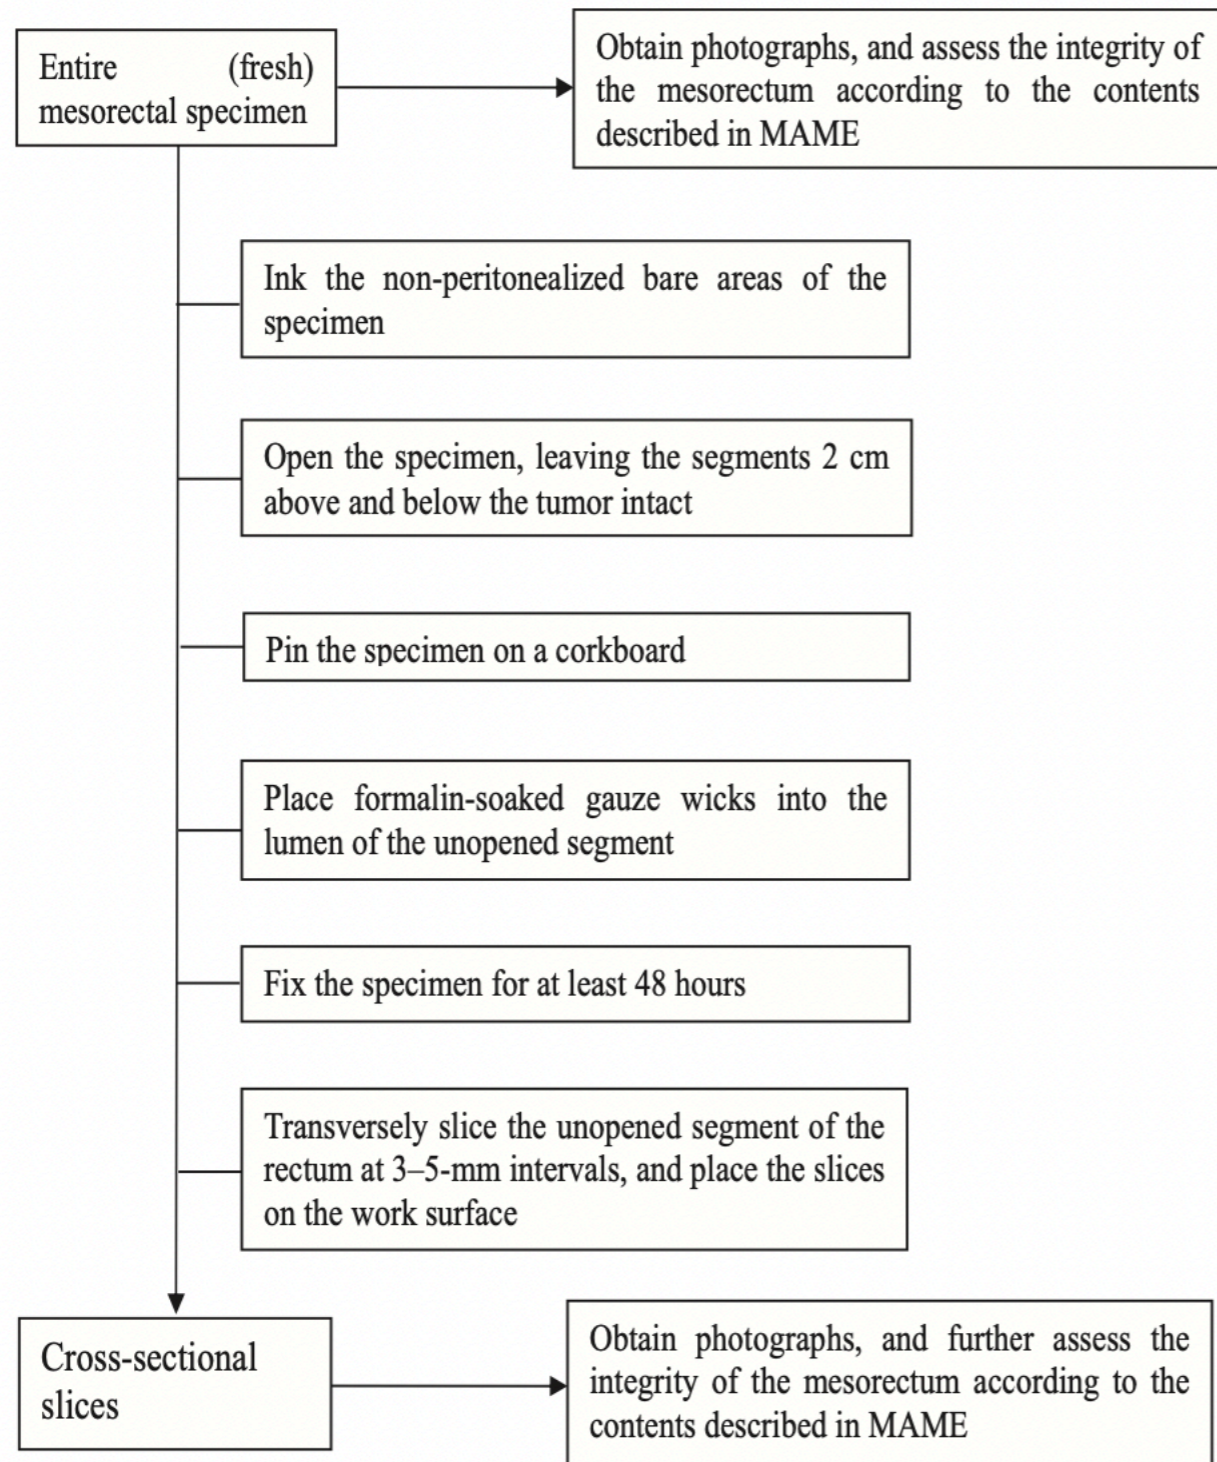 Entire (fresh)
mesorectal specimen
Obtain photographs, and assess the integrity of
the mesorectum according to the contents
described in MAME
Ink the non-peritonealized bare areas of the
specimen
Open the specimen, leaving the segments 2 cm
above and below the tumor intact
Pin the specimen on a corkboard
Place formalin-soaked gauze wicks into the
lumen of the unopened segment
Fix the specimen for at least 48 hours
Transversely slice the unopened segment of the
rectum at 3–5-mm intervals, and place the slices
on the work surface
Cross-sectional
slices
Obtain photographs, and further assess the
integrity of the mesorectum according to the
contents described in MAME